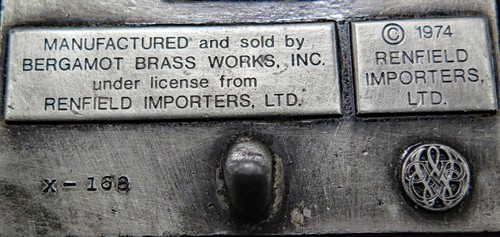 MANUFACTURED and sold by
BERGAMOT BRASS WORKS, INC.
under license from
RENFIELD IMPORTERS, LTD.
© 1974
RENFIELD
IMPORTERS,
LTD.
X-168